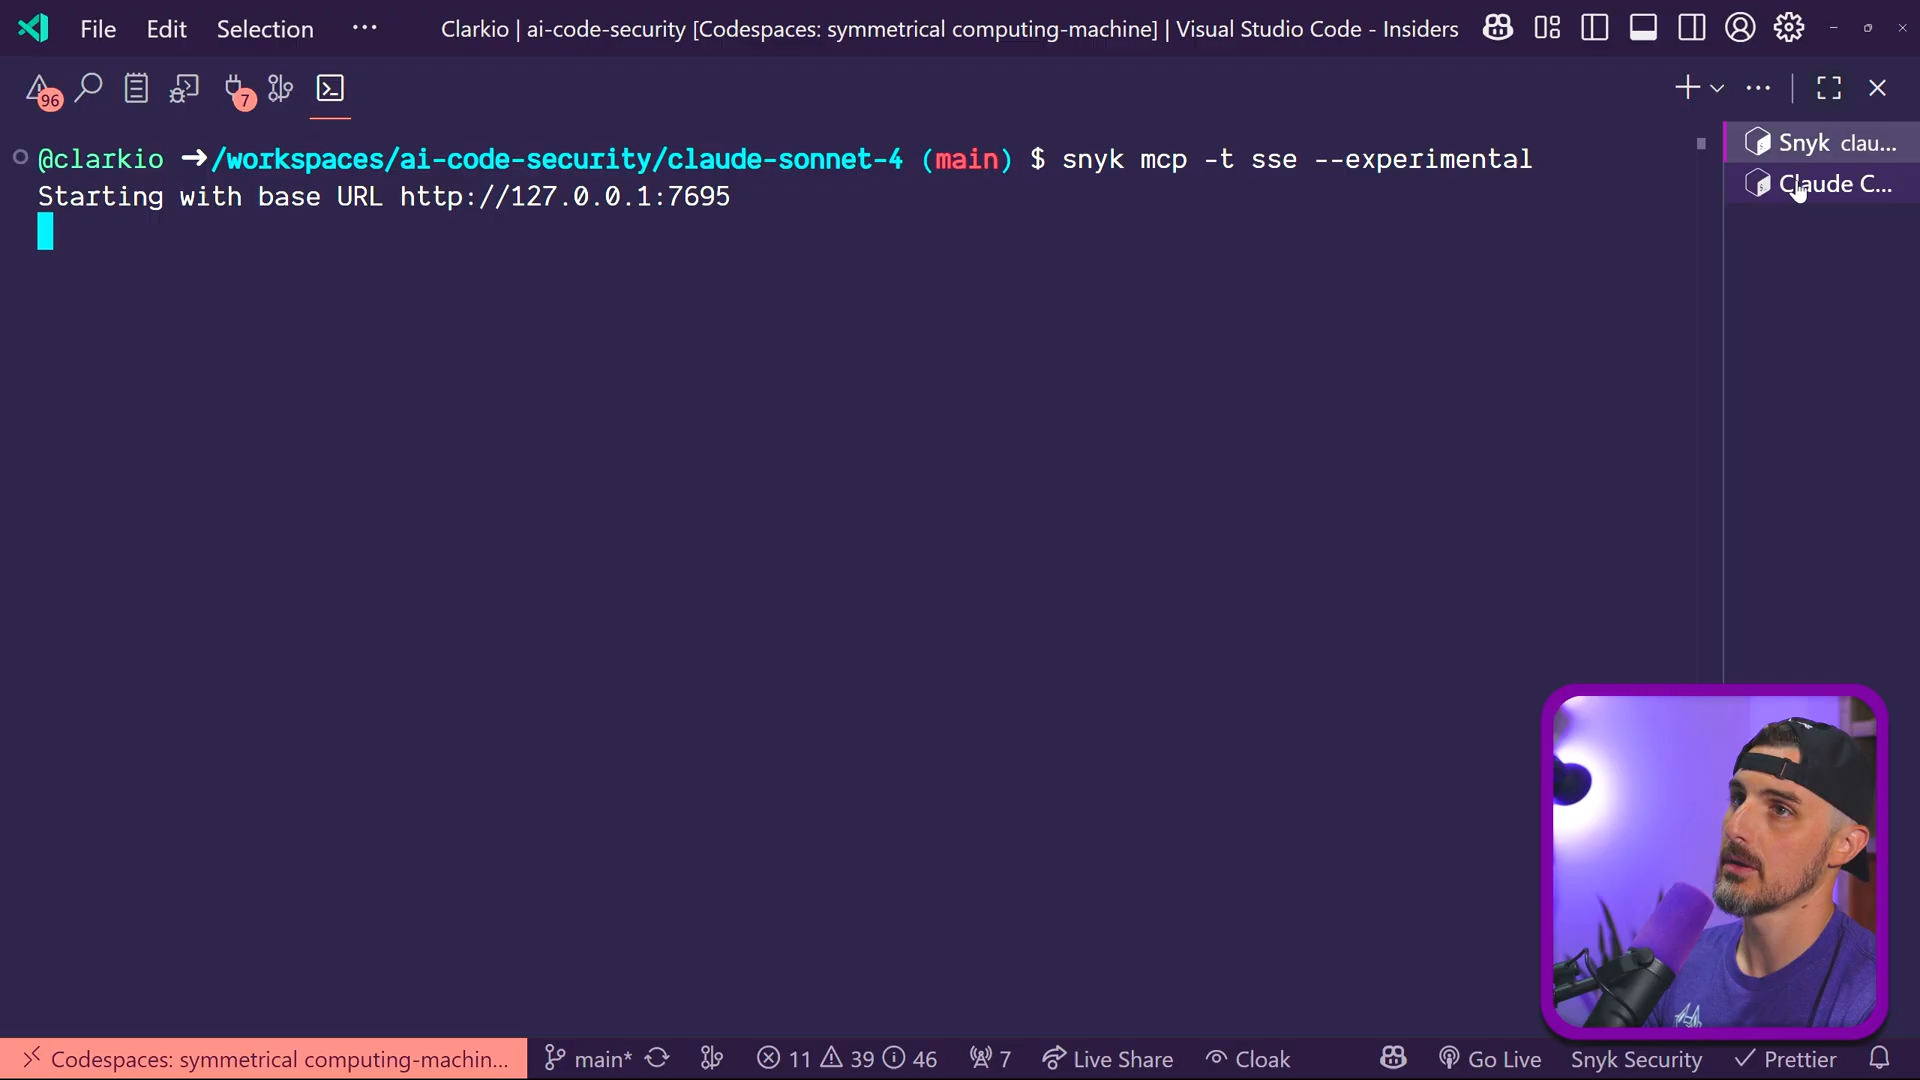 File Edit Selection ··· Clarkio | ai-code-security [Codespaces: symmetrical computing-machine] | Visual Studio Code - Insiders
96 7
@clarkio ➜/workspaces/ai-code-security/claude-sonnet-4 (main) $ snyk mcp -t sse --experimental
Starting with base URL http://127.0.0.1:7695
Snyk clau...
Claude C...
Codespaces: symmetrical computing-machin... main* 11 39 46 7 Live Share Cloak Go Live Snyk Security Prettier